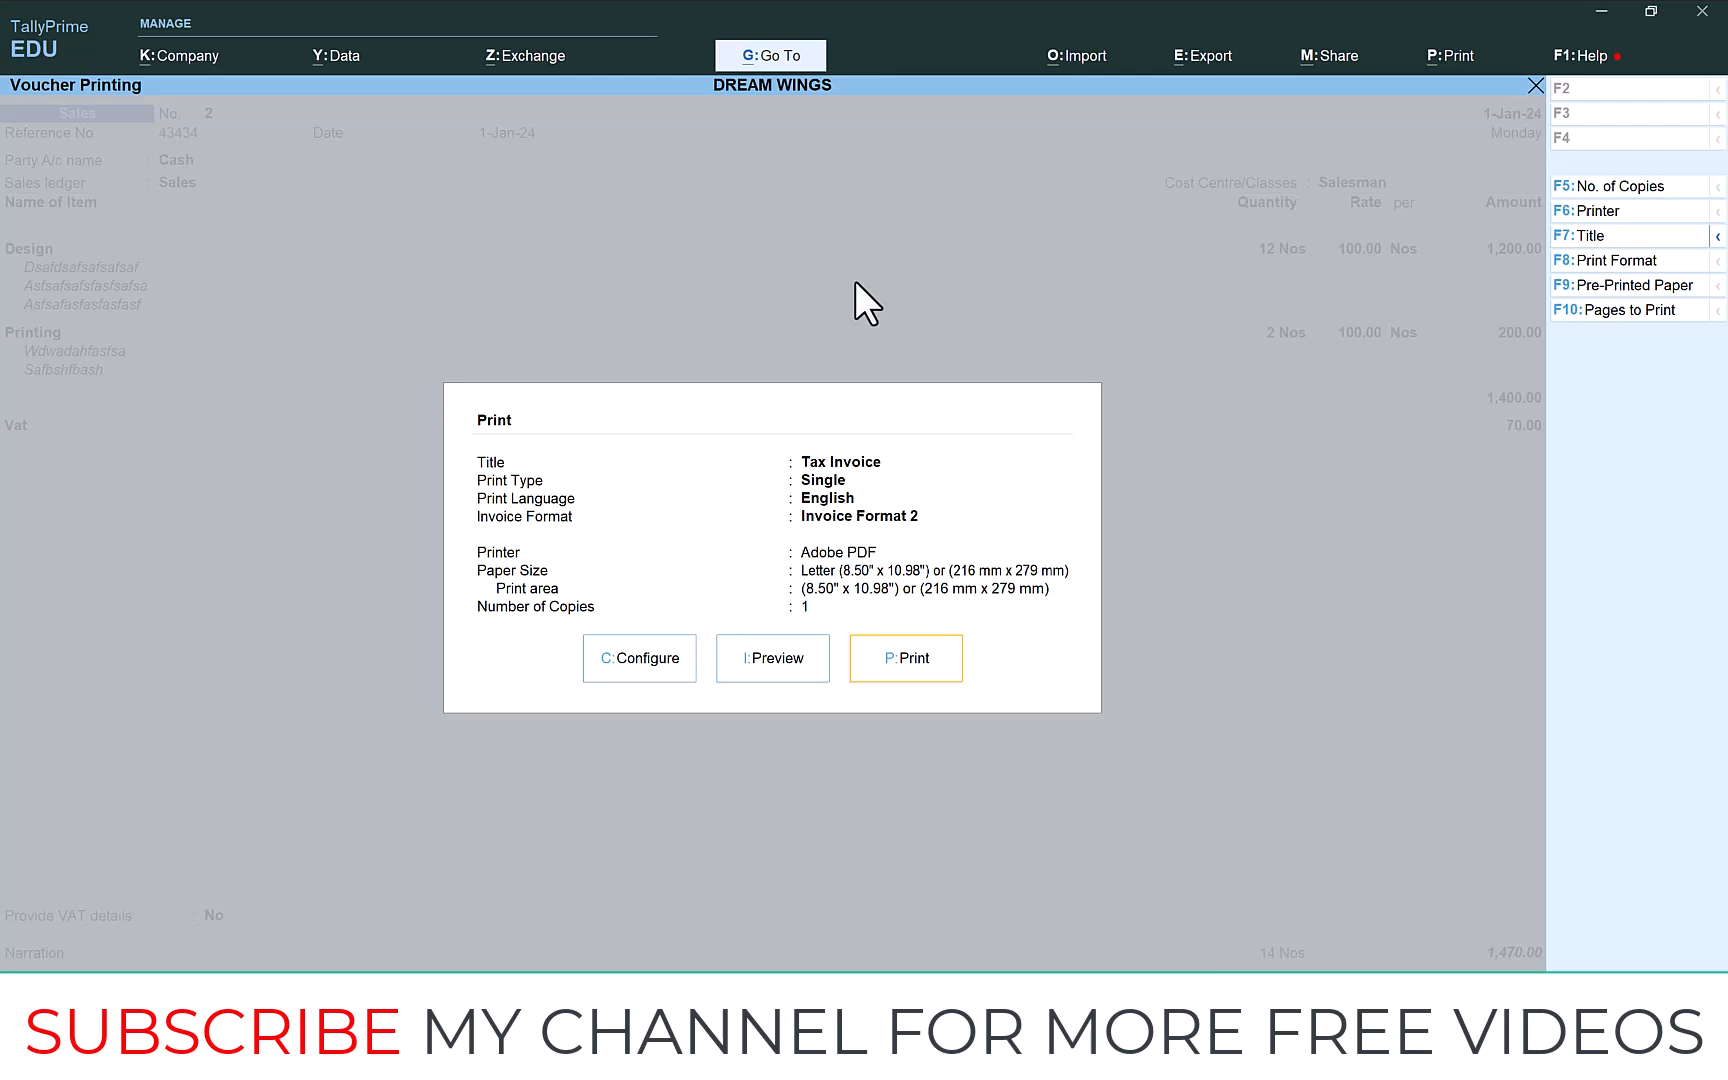 TallyPrime
EDU
MANAGE
K:Company
Y:Data
Z:Exchange
G:Go To
O:Import
E:Export
M:Share
P:Print
F1:Help
Voucher Printing
DREAM WINGS
Sales
No. 2
1-Jan-24
Reference No
43434
Date : 1-Jan-24
Monday
Party A/c name : Cash
Sales ledger : Sales
Cost Centre/Classes : Salesman
Name of Item
Quantity
Rate per
Amount
Design
12 Nos
100.00 Nos
1,200.00
Dsafdsafsafsafsaf
Asfsafsafsfasfsafsa
Asfsafasfasfasfasf
Printing
2 Nos
100.00 Nos
200.00
Wdwadahfasfsa
Safbshfbash
1,400.00
Vat
70.00
Print
Title : Tax Invoice
Print Type : Single
Print Language : English
Invoice Format : Invoice Format 2
Printer : Adobe PDF
Paper Size : Letter (8.50" x 10.98") or (216 mm x 279 mm)
Print area : (8.50" x 10.98") or (216 mm x 279 mm)
Number of Copies : 1
C:Configure
I:Preview
P:Print
Provide VAT details : No
Narration:
14 Nos
1,470.00
F2
F3
F4
F5:No. of Copies
F6:Printer
F7:Title
F8:Print Format
F9:Pre-Printed Paper
F10:Pages to Print
SUBSCRIBE MY CHANNEL FOR MORE FREE VIDEOS